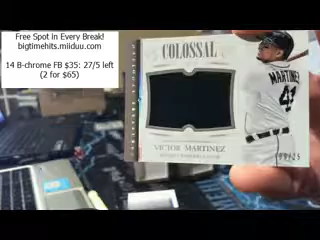 Free Spot in Every Break!
bigtimehits.miiduu.com
14 B-chrome FB $35: 27/5 left
(2 for $65)
COLOSSAL
MARTINEZ
41
VICTOR MARTINEZ